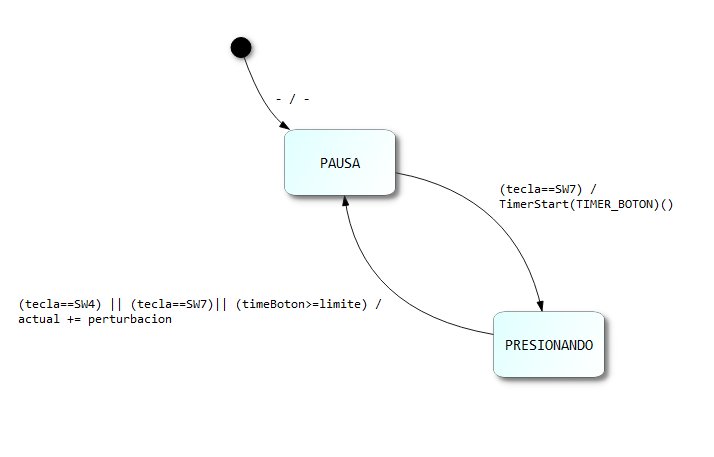 - / -
PAUSA
(tecla==SW7) /
TimerStart(TIMER_BOTON)()
(tecla==SW4) || (tecla==SW7)|| (timeBoton>=limite) /
actual += perturbacion
PRESIONANDO